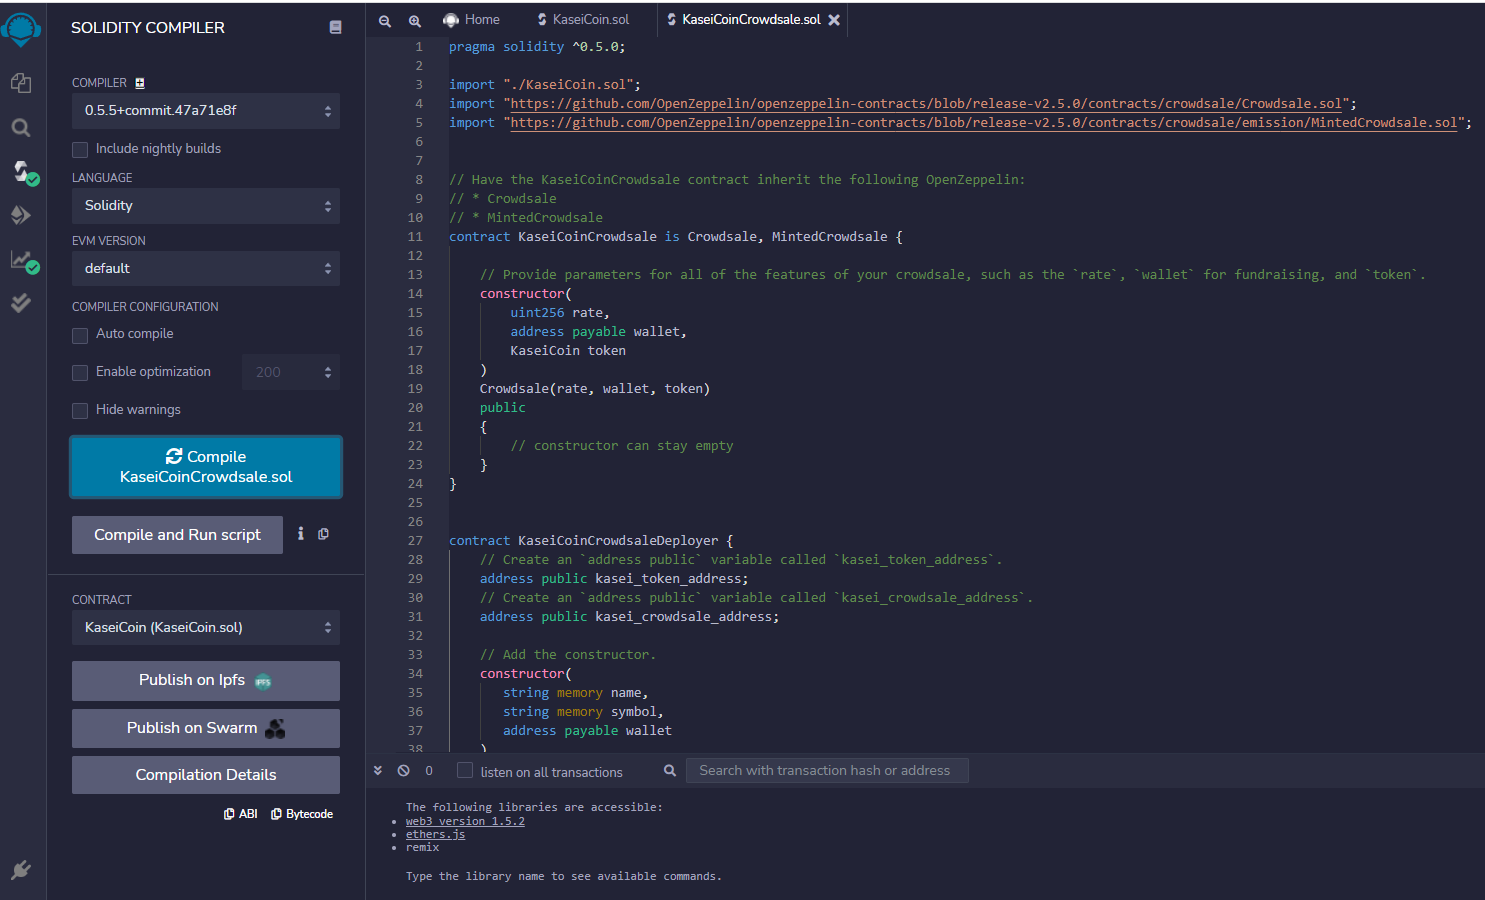 SOLIDITY COMPILER
COMPILER
0.5.5+commit.47a71e8f
Include nightly builds
LANGUAGE
Solidity
EVM VERSION
default
COMPILER CONFIGURATION
Auto compile
Enable optimization
200
Hide warnings
Compile
KaseiCoinCrowdsale.sol
Compile and Run script
CONTRACT
KaseiCoin (KaseiCoin.sol)
Publish on Ipfs
IPFS
Publish on Swarm
Compilation Details
ABI Bytecode
Home KaseiCoin.sol KaseiCoinCrowdsale.sol
1 pragma solidity ^0.5.0;
2
3 import "./KaseiCoin.sol";
4 import "https://github.com/OpenZeppelin/openzeppelin-contracts/blob/release-v2.5.0/contracts/crowdsale/Crowdsale.sol";
5 import "https://github.com/OpenZeppelin/openzeppelin-contracts/blob/release-v2.5.0/contracts/crowdsale/emission/MintedCrowdsale.sol";
6
7
8 // Have the KaseiCoinCrowdsale contract inherit the following OpenZeppelin:
9 // * Crowdsale
10 // * MintedCrowdsale
11 contract KaseiCoinCrowdsale is Crowdsale, MintedCrowdsale {
12
13 // Provide parameters for all of the features of your crowdsale, such as the `rate`, `wallet` for fundraising, and `token`.
14 constructor(
15 uint256 rate,
16 address payable wallet,
17 KaseiCoin token
18 )
19 Crowdsale(rate, wallet, token)
20 public
21 {
22 // constructor can stay empty
23 }
24 }
25
26
27 contract KaseiCoinCrowdsaleDeployer {
28 // Create an `address public` variable called `kasei_token_address`.
29 address public kasei_token_address;
30 // Create an `address public` variable called `kasei_crowdsale_address`.
31 address public kasei_crowdsale_address;
32
33 // Add the constructor.
34 constructor(
35 string memory name,
36 string memory symbol,
37 address payable wallet
38 )
0 listen on all transactions Search with transaction hash or address
The following libraries are accessible:
• web3 version 1.5.2
• ethers.js
• remix
Type the library name to see available commands.